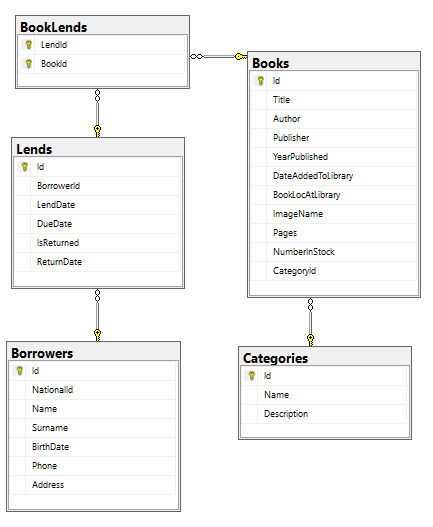 BookLends
LendId
BookId
Books
Id
Title
Author
Publisher
YearPublished
DateAddedToLibrary
BookLocAtLibrary
ImageName
Pages
NumberInStock
CategoryId
Lends
Id
BorrowerId
LendDate
DueDate
IsReturned
ReturnDate
Borrowers
Id
NationalId
Name
Surname
BirthDate
Phone
Address
Categories
Id
Name
Description